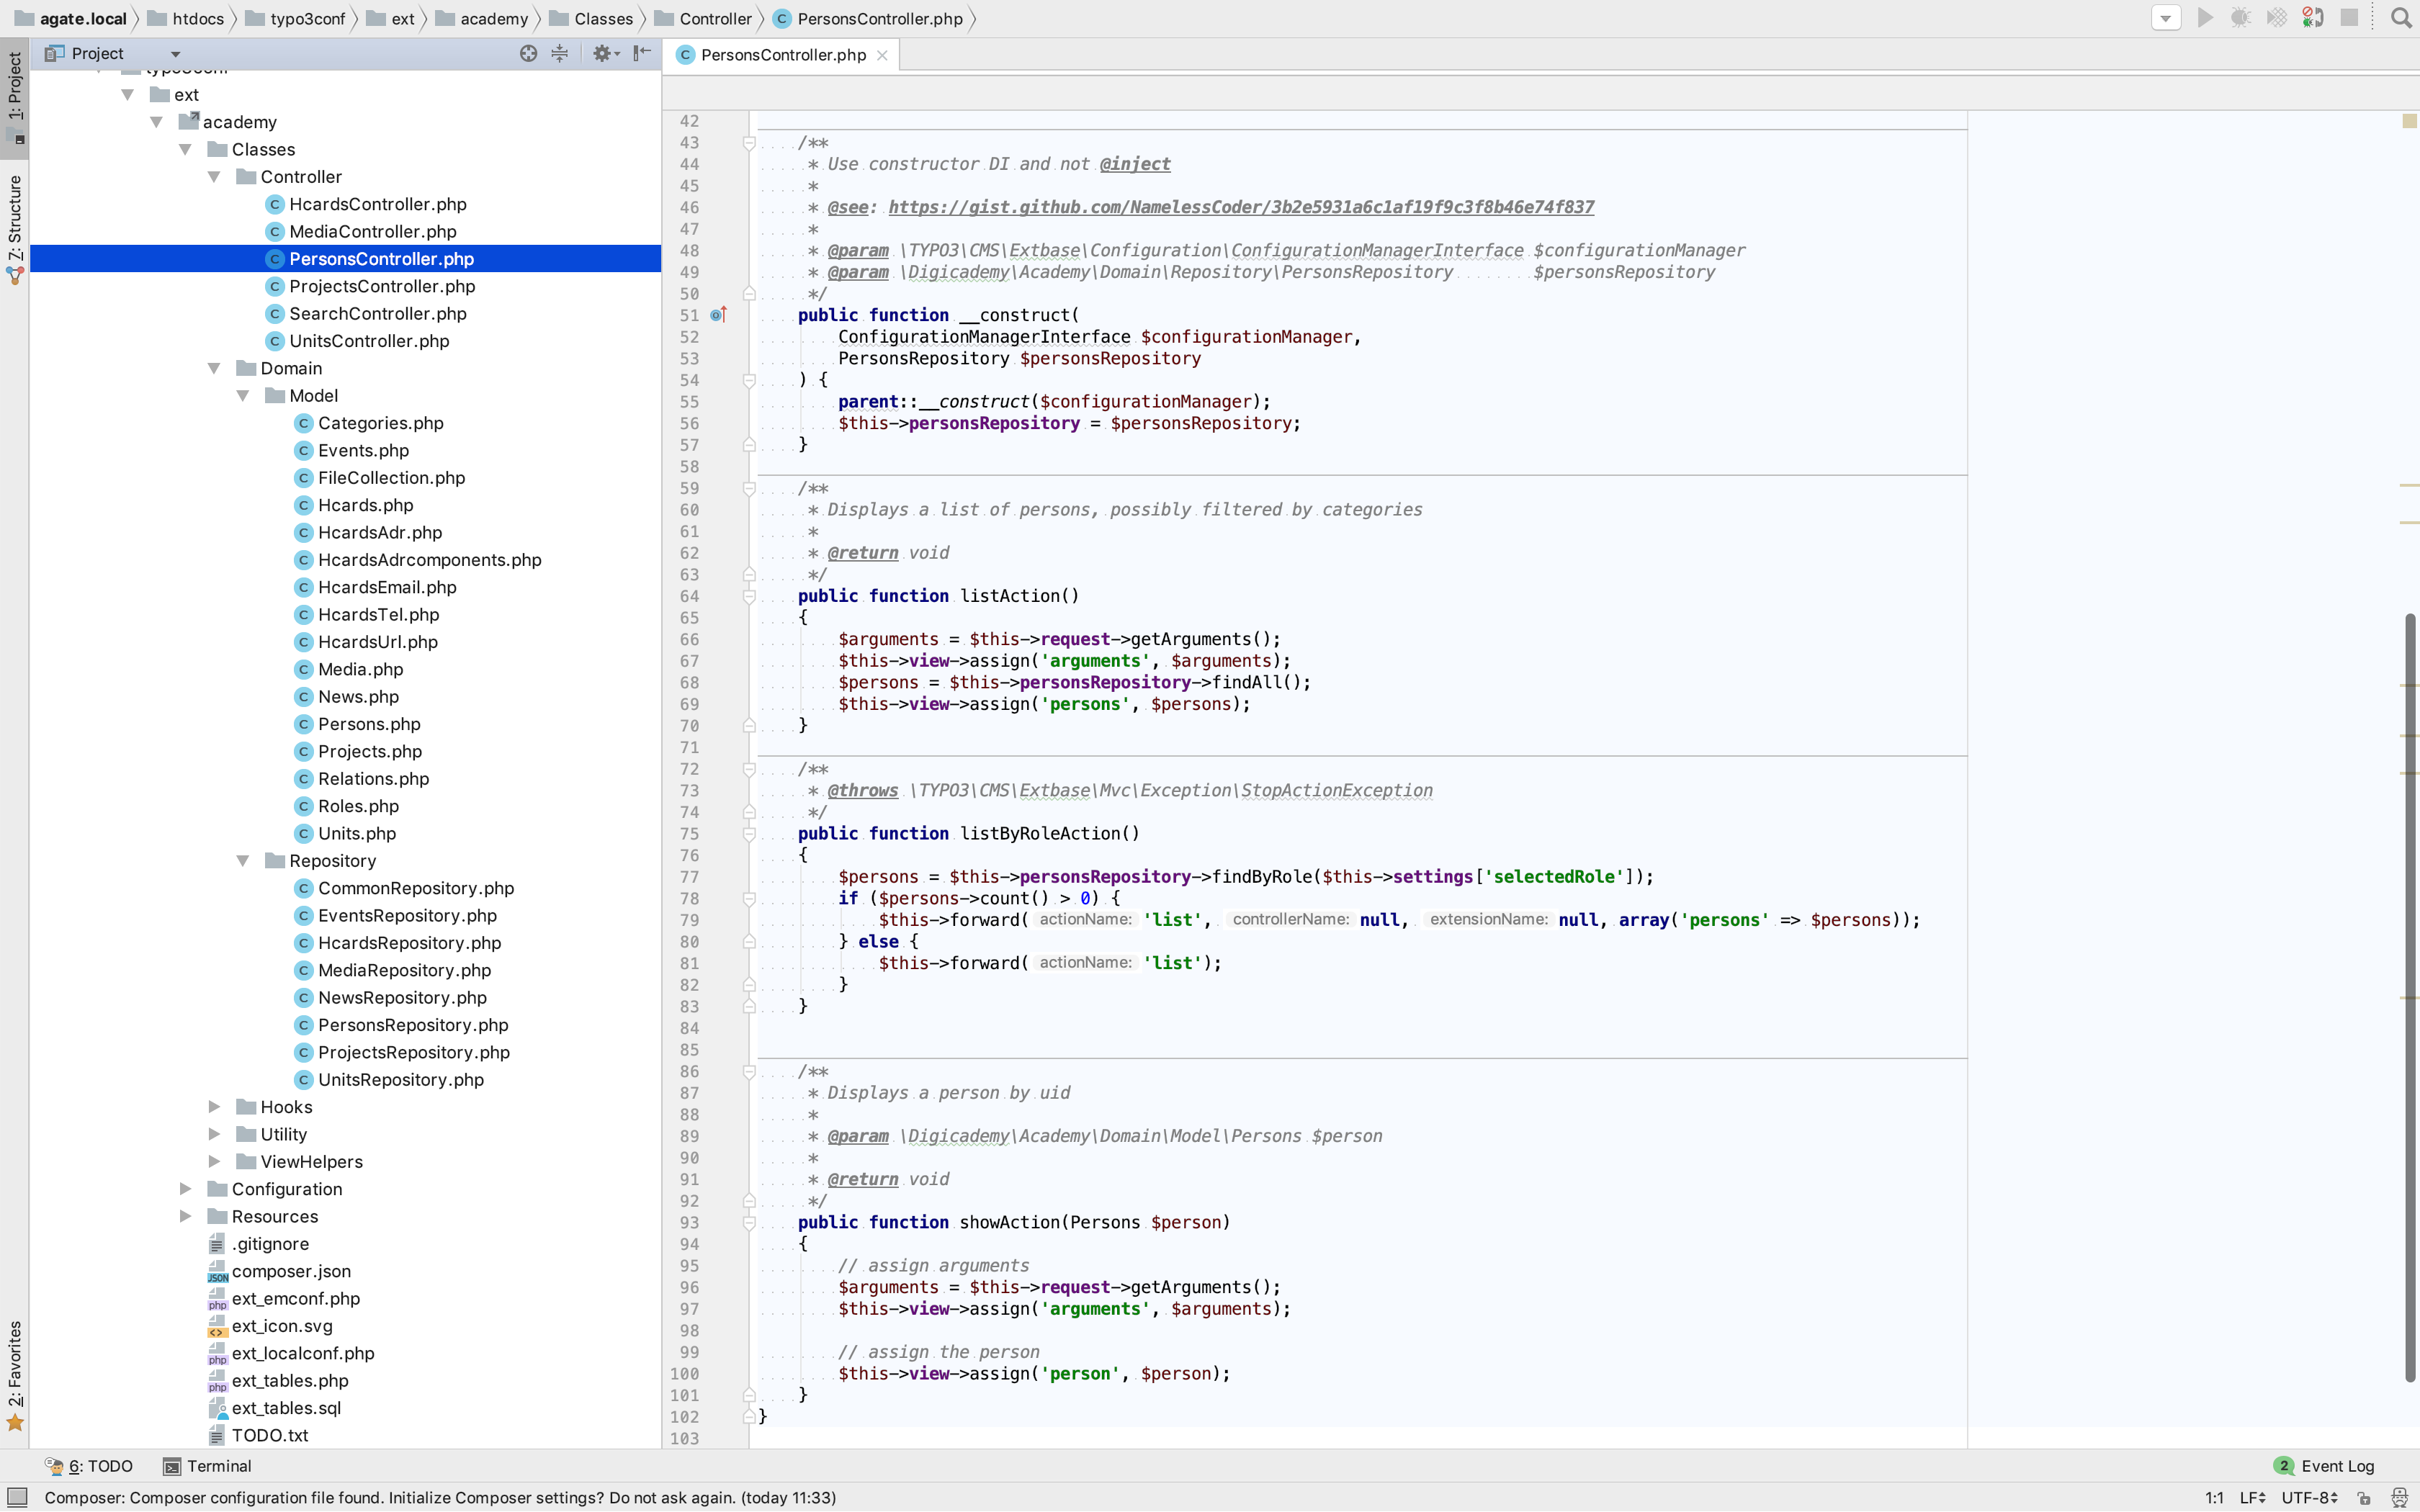 agate.local htdocs typo3conf ext academy Classes Controller PersonsController.php
1: Project
Z: Structure
2: Favorites
Project
typo3conf
ext
academy
Classes
Controller
HcardsController.php
MediaController.php
PersonsController.php
ProjectsController.php
SearchController.php
UnitsController.php
Domain
Model
Categories.php
Events.php
FileCollection.php
Hcards.php
HcardsAdr.php
HcardsAdrcomponents.php
HcardsEmail.php
HcardsTel.php
HcardsUrl.php
Media.php
News.php
Persons.php
Projects.php
Relations.php
Roles.php
Units.php
Repository
CommonRepository.php
EventsRepository.php
HcardsRepository.php
MediaRepository.php
NewsRepository.php
PersonsRepository.php
ProjectsRepository.php
UnitsRepository.php
Hooks
Utility
ViewHelpers
Configuration
Resources
.gitignore
composer.json
ext_emconf.php
ext_icon.svg
ext_localconf.php
ext_tables.php
ext_tables.sql
TODO.txt
PersonsController.php
42
43 /**
44 * Use constructor DI and not @inject
45 *
46 * @see: https://gist.github.com/NamelessCoder/3b2e5931a6c1af19f9c3f8b46e74f837
47 *
48 * @param \TYPO3\CMS\Extbase\Configuration\ConfigurationManagerInterface $configurationManager
49 * @param \Digicademy\Academy\Domain\Repository\PersonsRepository $personsRepository
50 */
51 public function __construct(
52 ConfigurationManagerInterface $configurationManager,
53 PersonsRepository $personsRepository
54 ) {
55 parent::__construct($configurationManager);
56 $this->personsRepository = $personsRepository;
57 }
58
59 /**
60 * Displays a list of persons, possibly filtered by categories
61 *
62 * @return void
63 */
64 public function listAction()
65 {
66 $arguments = $this->request->getArguments();
67 $this->view->assign('arguments', $arguments);
68 $persons = $this->personsRepository->findAll();
69 $this->view->assign('persons', $persons);
70 }
71
72 /**
73 * @throws \TYPO3\CMS\Extbase\Mvc\Exception\StopActionException
74 */
75 public function listByRoleAction()
76 {
77 $persons = $this->personsRepository->findByRole($this->settings['selectedRole']);
78 if ($persons->count() > 0) {
79 $this->forward( actionName: 'list', controllerName: null, extensionName: null, array('persons' => $persons));
80 } else {
81 $this->forward( actionName: 'list');
82 }
83 }
84
85
86 /**
87 * Displays a person by uid
88 *
89 * @param \Digicademy\Academy\Domain\Model\Persons $person
90 *
91 * @return void
92 */
93 public function showAction(Persons $person)
94 {
95 // assign arguments
96 $arguments = $this->request->getArguments();
97 $this->view->assign('arguments', $arguments);
98
99 // assign the person
100 $this->view->assign('person', $person);
101 }
102 }
103
6: TODO Terminal 2 Event Log
Composer: Composer configuration file found. Initialize Composer settings? Do not ask again. (today 11:33) 1:1 LF UTF-8